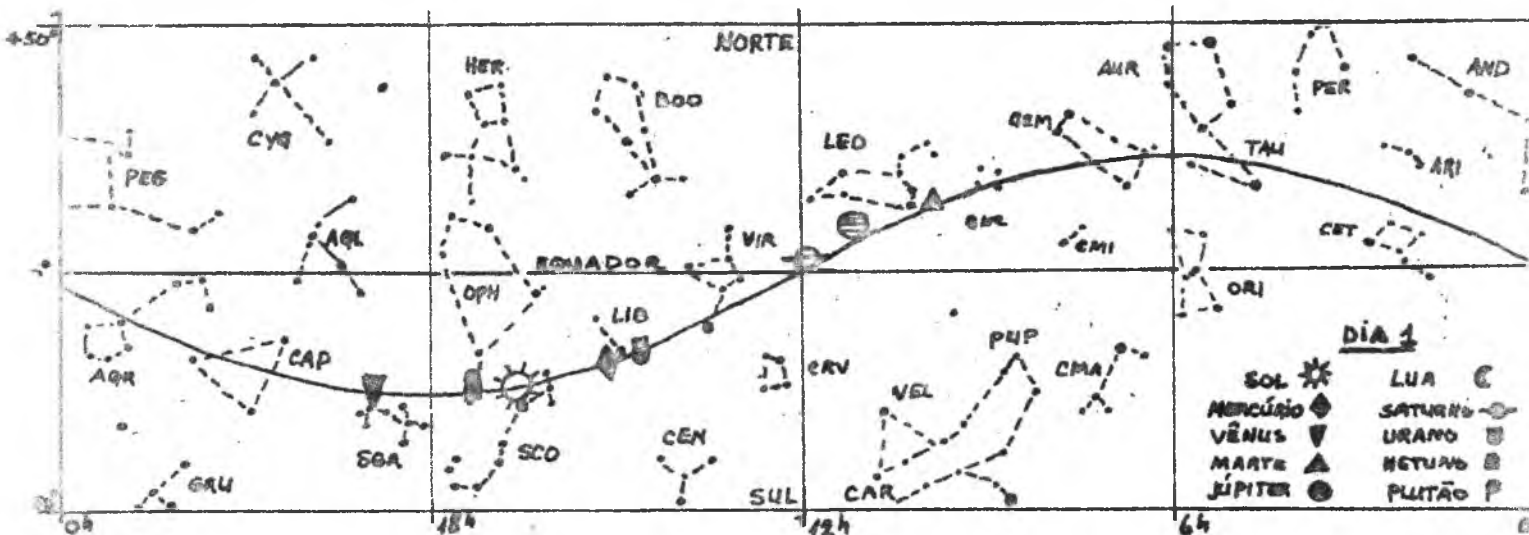 +50°
NORTE
HER
BOO
AUR
PER
AND
CYG
LEO
GEM
TAU
ARI
PEG
AQL
VIR
CMI
CET
0°
EQUADOR
OPH
ORI
LIB
CAP
AQR
CRV
PUP
CMA
VEL
SGR
SCO
CEN
GRU
CAR
SUL
0h
18h
12h
6h
DIA 1
SOL
LUA
MERCÚRIO
SATURNO
VÊNUS
URANO
MARTE
NETUNO
JÚPITER
PLUTÃO